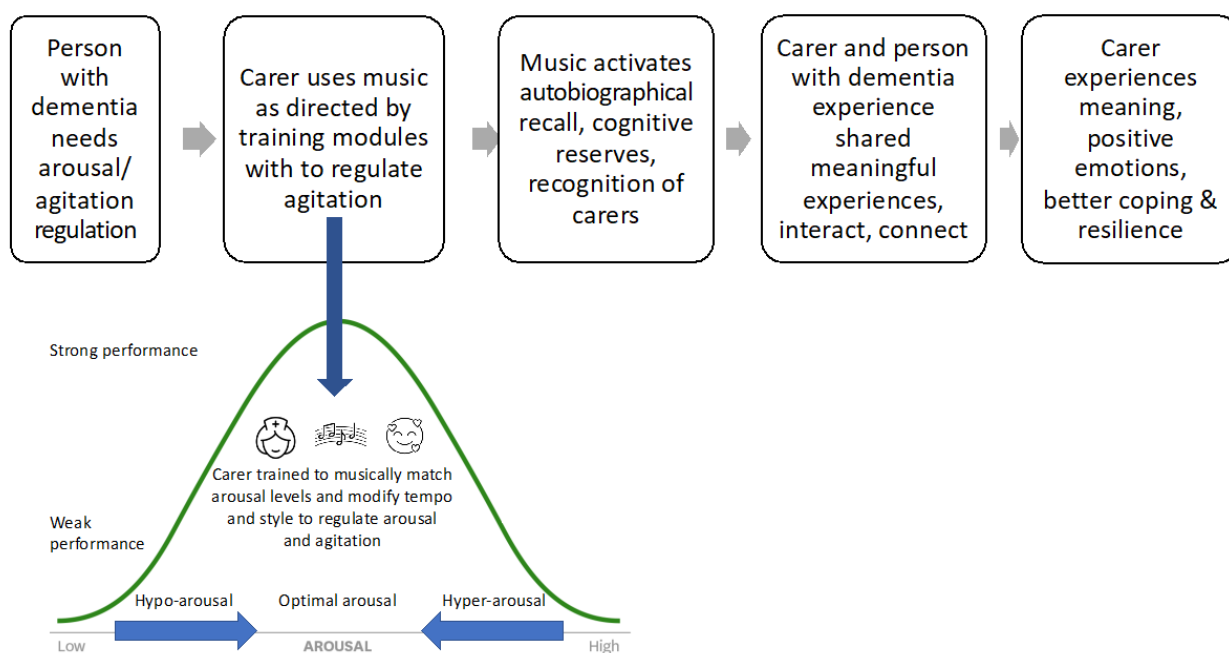 Person
with
dementia
needs
arousal/
agitation
regulation
Carer uses music
as directed by
training modules
with to regulate
agitation
Music activates
autobiographical
recall, cognitive
reserves,
recognition of
carers
Carer and person
with dementia
experience
shared
meaningful
experiences,
interact, connect
Carer
experiences
meaning,
positive
emotions,
better coping &
resilience
Strong performance
Carer trained to musically match
arousal levels and modify tempo
and style to regulate arousal
and agitation
Weak
performance
Hypo-arousal
Optimal arousal
Hyper-arousal
Low
AROUSAL
High